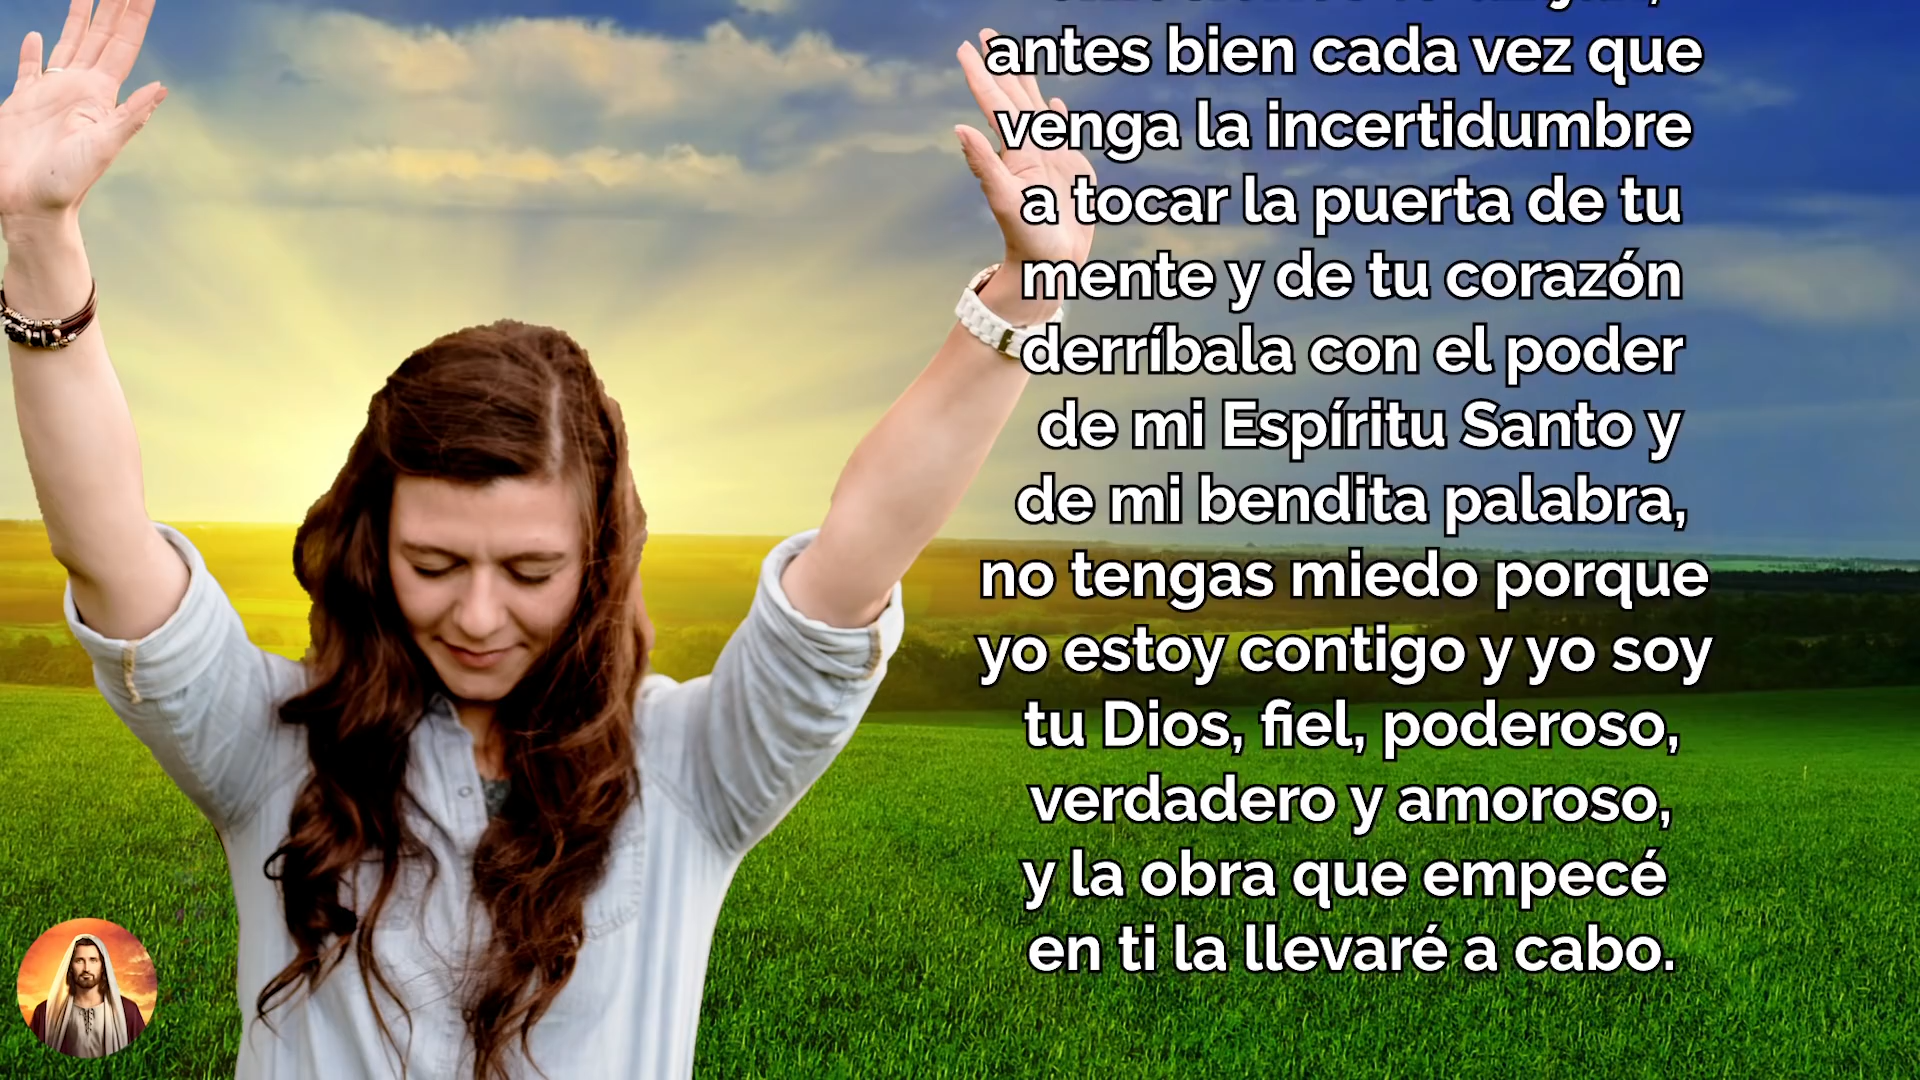 antes bien cada vez que
venga la incertidumbre
a tocar la puerta de tu
mente y de tu corazón
derríbala con el poder
de mi Espíritu Santo y
de mi bendita palabra,
no tengas miedo porque
yo estoy contigo y yo soy
tu Dios, fiel, poderoso,
verdadero y amoroso,
y la obra que empecé
en ti la llevaré a cabo.